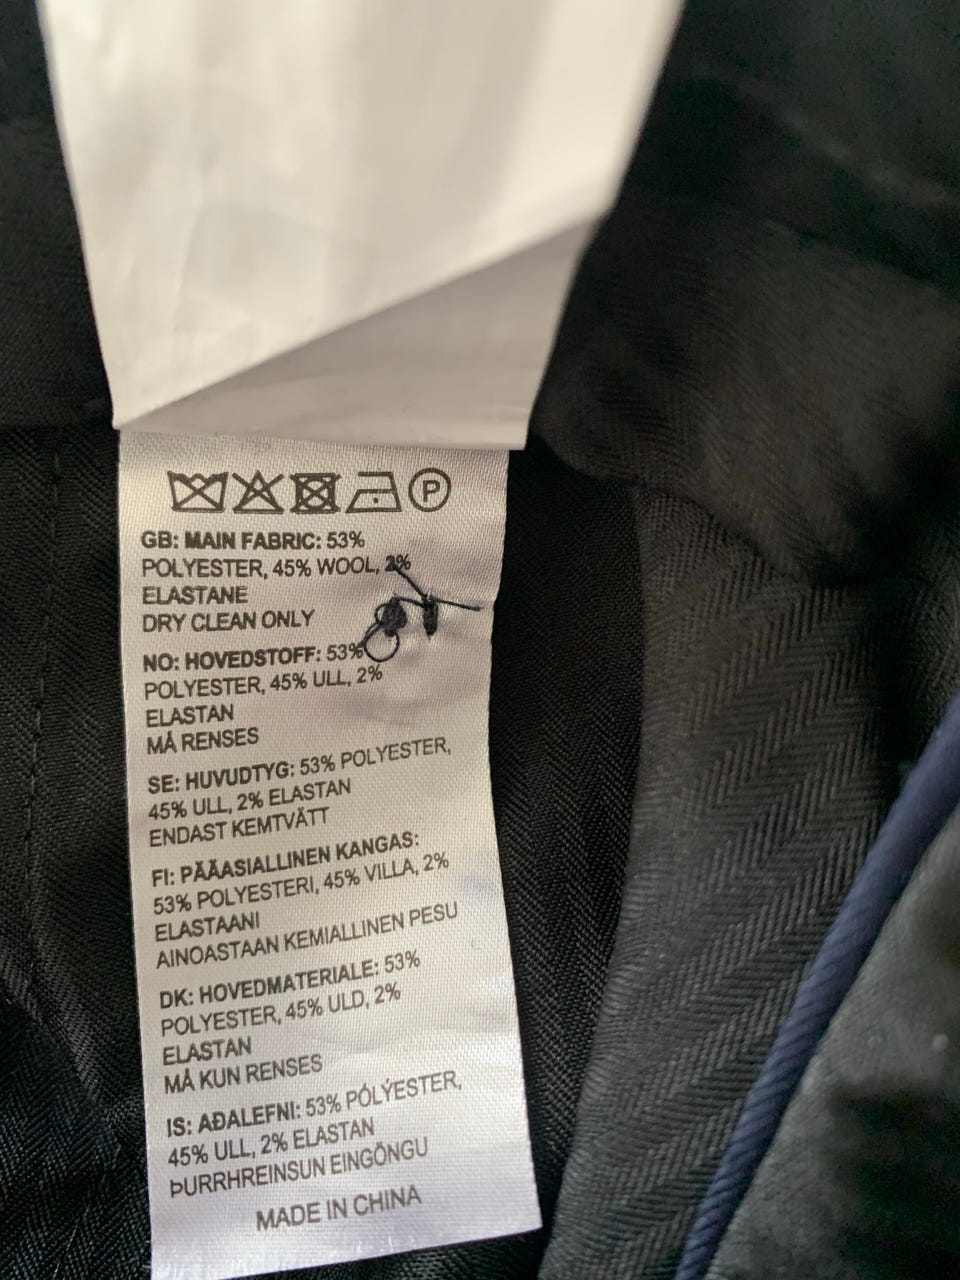 P
GB: MAIN FABRIC: 53%
POLYESTER, 45% WOOL, 2%
ELASTANE
DRY CLEAN ONLY
NO: HOVEDSTOFF: 53%
POLYESTER, 45% ULL, 2%
ELASTAN
MÅ RENSES
SE: HUVUDTYG: 53% POLYESTER,
45% ULL, 2% ELASTAN
ENDAST KEMTVÄTT
FI: PÄÄASIALLINEN KANGAS:
53% POLYESTERI, 45% VILLA, 2%
ELASTAANI
AINOASTAAN KEMIALLINEN PESU
DK: HOVEDMATERIALE: 53%
POLYESTER, 45% ULD, 2%
ELASTAN
MÅ KUN RENSES
IS: AÐALEFNI: 53% PÓLÝESTER,
45% ULL, 2% ELASTAN
ÞURRHREINSUN EINGÖNGU
MADE IN CHINA